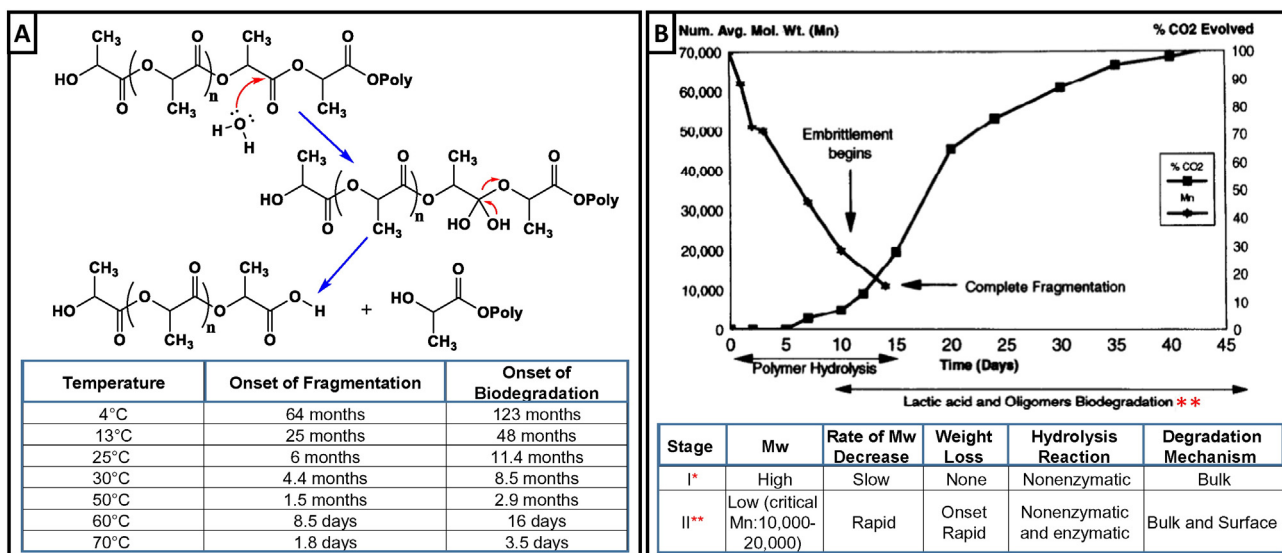 A
CH3
O
CH3
O
HO
O
O
O
OPoly
O
CH3
n
O
CH3
H
O
H
CH3
O
CH3
O
HO
O
O
O
OPoly
O
CH3
n
HO
OH
CH3
CH3
O
CH3
O
HO
O
O
O
H
+
HO
OPoly
O
CH3
n
O
CH3
Temperature Onset of Fragmentation Onset of Biodegradation
4°C 64 months 123 months
13°C 25 months 48 months
25°C 6 months 11.4 months
30°C 4.4 months 8.5 months
50°C 1.5 months 2.9 months
60°C 8.5 days 16 days
70°C 1.8 days 3.5 days
B
Num. Avg. Mol. Wt. (Mn) % CO2 Evolved
70,000
60,000
50,000
40,000
30,000
20,000
10,000
0
100
90
80
70
60
50
40
30
20
10
0
Embrittlement
begins
% CO2
Mn
Complete Fragmentation
0 5 10 15 20 25 30 35 40 45
Polymer Hydrolysis
Time (Days)
Lactic acid and Oligomers Biodegradation **
Stage Mw Rate of Mw Decrease Weight Loss Hydrolysis Reaction Degradation Mechanism
I* High Slow None Nonenzymatic Bulk
II** Low (critical Mn:10,000-20,000) Rapid Onset Rapid Nonenzymatic and enzymatic Bulk and Surface